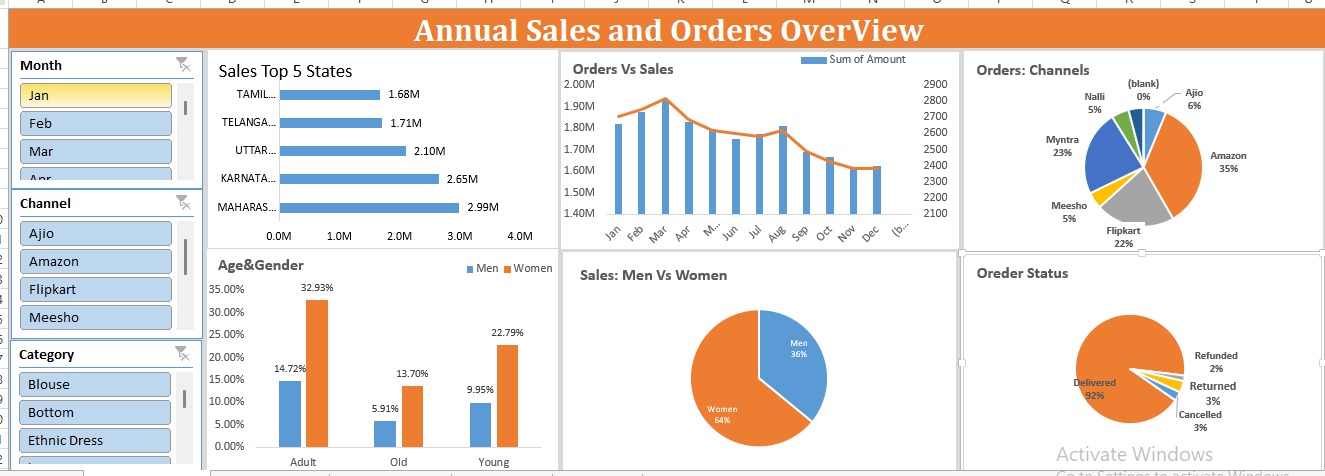 Annual Sales and Orders OverView
Month
Jan
Feb
Mar
Apr
Channel
Ajio
Amazon
Flipkart
Meesho
Category
Blouse
Bottom
Ethnic Dress
Sales Top 5 States
TAMIL... 1.68M
TELANGA... 1.71M
UTTAR... 2.10M
KARNATA... 2.65M
MAHARAS... 2.99M
0.0M 1.0M 2.0M 3.0M 4.0M
Orders Vs Sales
Sum of Amount
2.00M
1.90M
1.80M
1.70M
1.60M
1.50M
1.40M
2900
2800
2700
2600
2500
2400
2300
2200
2100
Jan Feb Mar Apr M... Jun Jul Aug Sep Oct Nov Dec (b...
Orders: Channels
(blank)
0%
Ajio
6%
Nalli
5%
Myntra
23%
Amazon
35%
Meesho
5%
Flipkart
22%
Age&Gender
Men Women
35.00%
30.00%
25.00%
20.00%
15.00%
10.00%
5.00%
0.00%
14.72%
32.93%
5.91%
13.70%
9.95%
22.79%
Adult Old Young
Sales: Men Vs Women
Men
36%
Women
64%
Oreder Status
Refunded
2%
Delivered
92%
Returned
3%
Cancelled
3%
Activate Windows
Go to Settings to activate Windows.